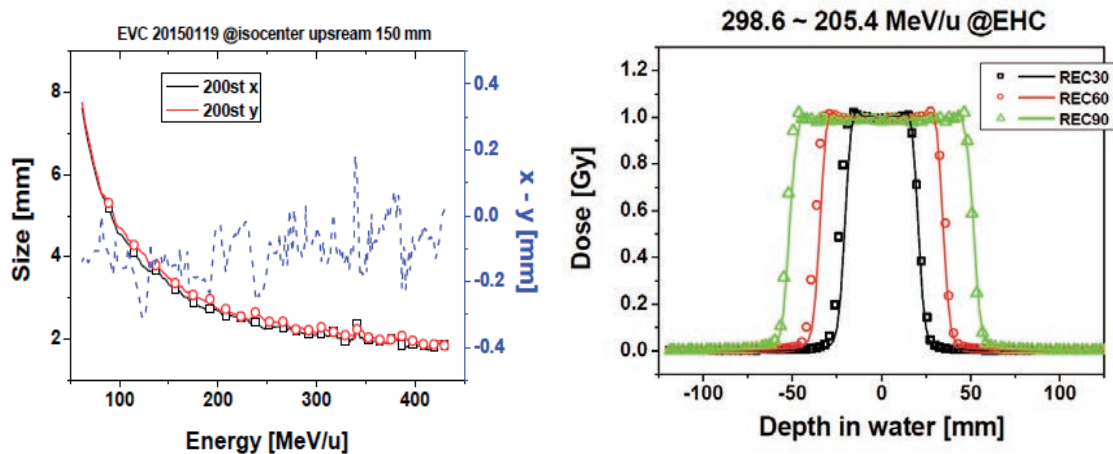 EVC 20150119 @isocenter upsream 150 mm
200st x
200st y
Size [mm]
8
6
4
2
x - y [mm]
0.4
0.2
0.0
-0.2
-0.4
100
200
300
400
Energy [MeV/u]
298.6 ~ 205.4 MeV/u @EHC
REC30
REC60
REC90
Dose [Gy]
1.2
1.0
0.8
0.6
0.4
0.2
0.0
-100
-50
0
50
100
Depth in water [mm]